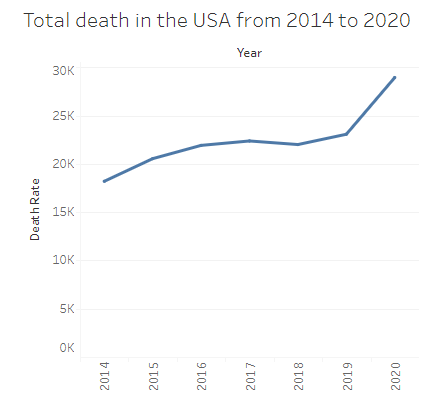 Total death in the USA from 2014 to 2020
Year
30K
25K
20K
15K
10K
5K
0K
Death Rate
2014
2015
2016
2017
2018
2019
2020